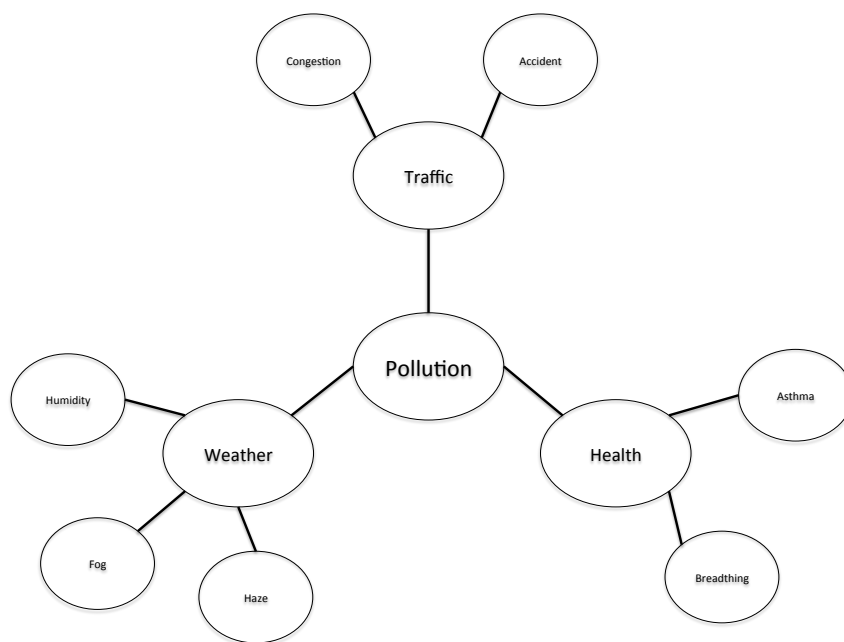 Congestion
Accident
Traffic
Pollution
Humidity
Asthma
Weather
Health
Fog
Haze
Breadthing